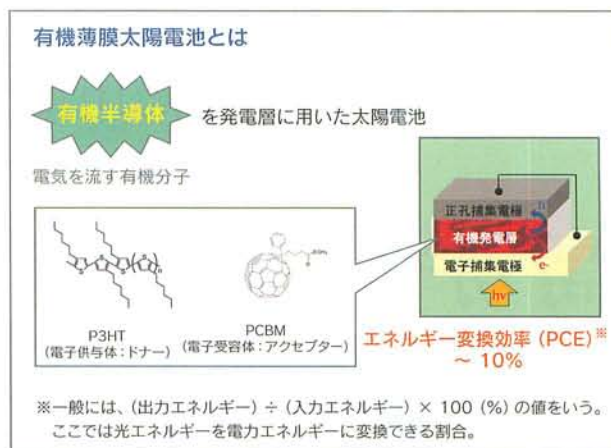 有機薄膜太陽電池とは
有機半導体 を発電層に用いた太陽電池
電気を流す有機分子
正孔捕集電極
h
有機発電層
e-
電子捕集電極
hν
P3HT
(電子供与体：ドナー)
PCBM
(電子受容体：アクセプター)
エネルギー変換効率 (PCE)※
～ 10%
※一般には、(出力エネルギー) ÷ (入力エネルギー) × 100 (%) の値をいう。
ここでは光エネルギーを電力エネルギーに変換できる割合。